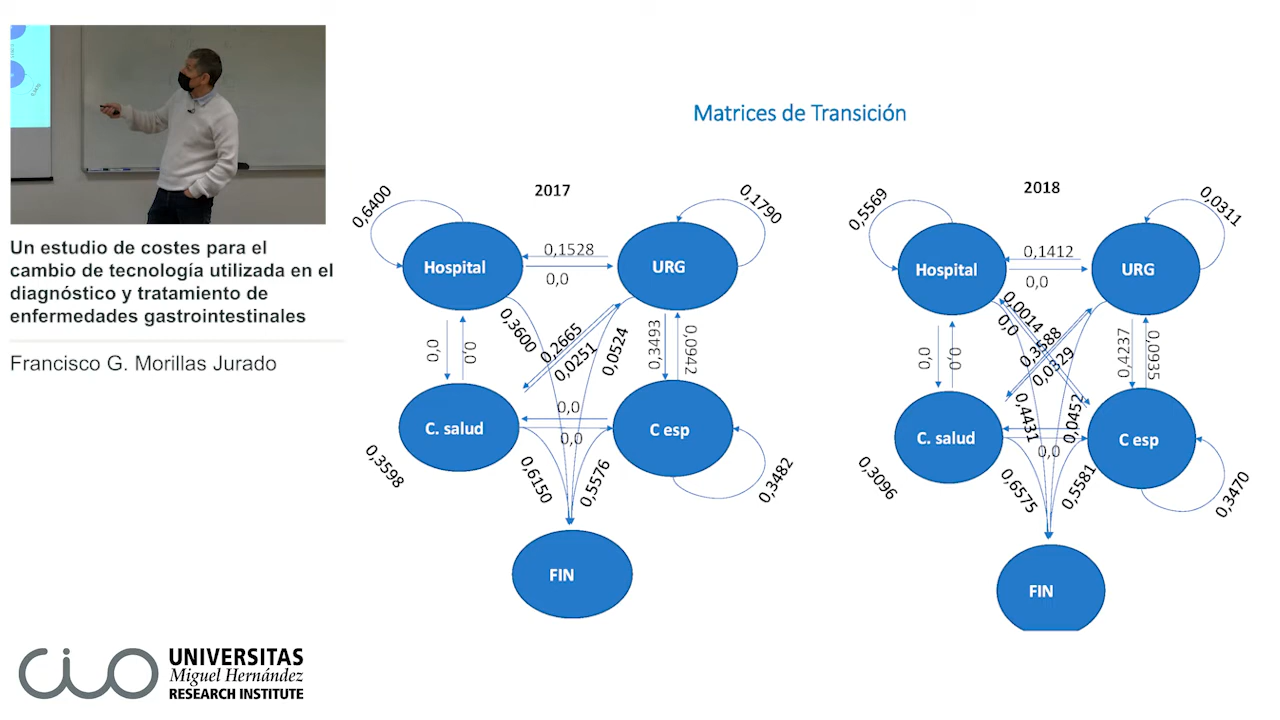 Un estudio de costes para el
cambio de tecnología utilizada en el
diagnóstico y tratamiento de
enfermedades gastrointestinales
Francisco G. Morillas Jurado
CIO
UNIVERSITAS
Miguel Hernández
RESEARCH INSTITUTE
Matrices de Transición
2017
0,6400
0,1790
Hospital
0,1528
0,0
URG
0,3600
0,2665
0,0251
0,0524
0,3493
0,0942
0,0
0,0
C. salud
0,0
0,0
C esp
0,3598
0,6150
0,5576
0,3482
FIN
2018
0,5569
0,0311
Hospital
0,1412
0,0
URG
0,0014
0,0
0,3588
0,0329
0,4237
0,0935
0,0
0,0
0,4431
0,0452
C. salud
0,0
C esp
0,3096
0,6575
0,5581
0,3470
FIN